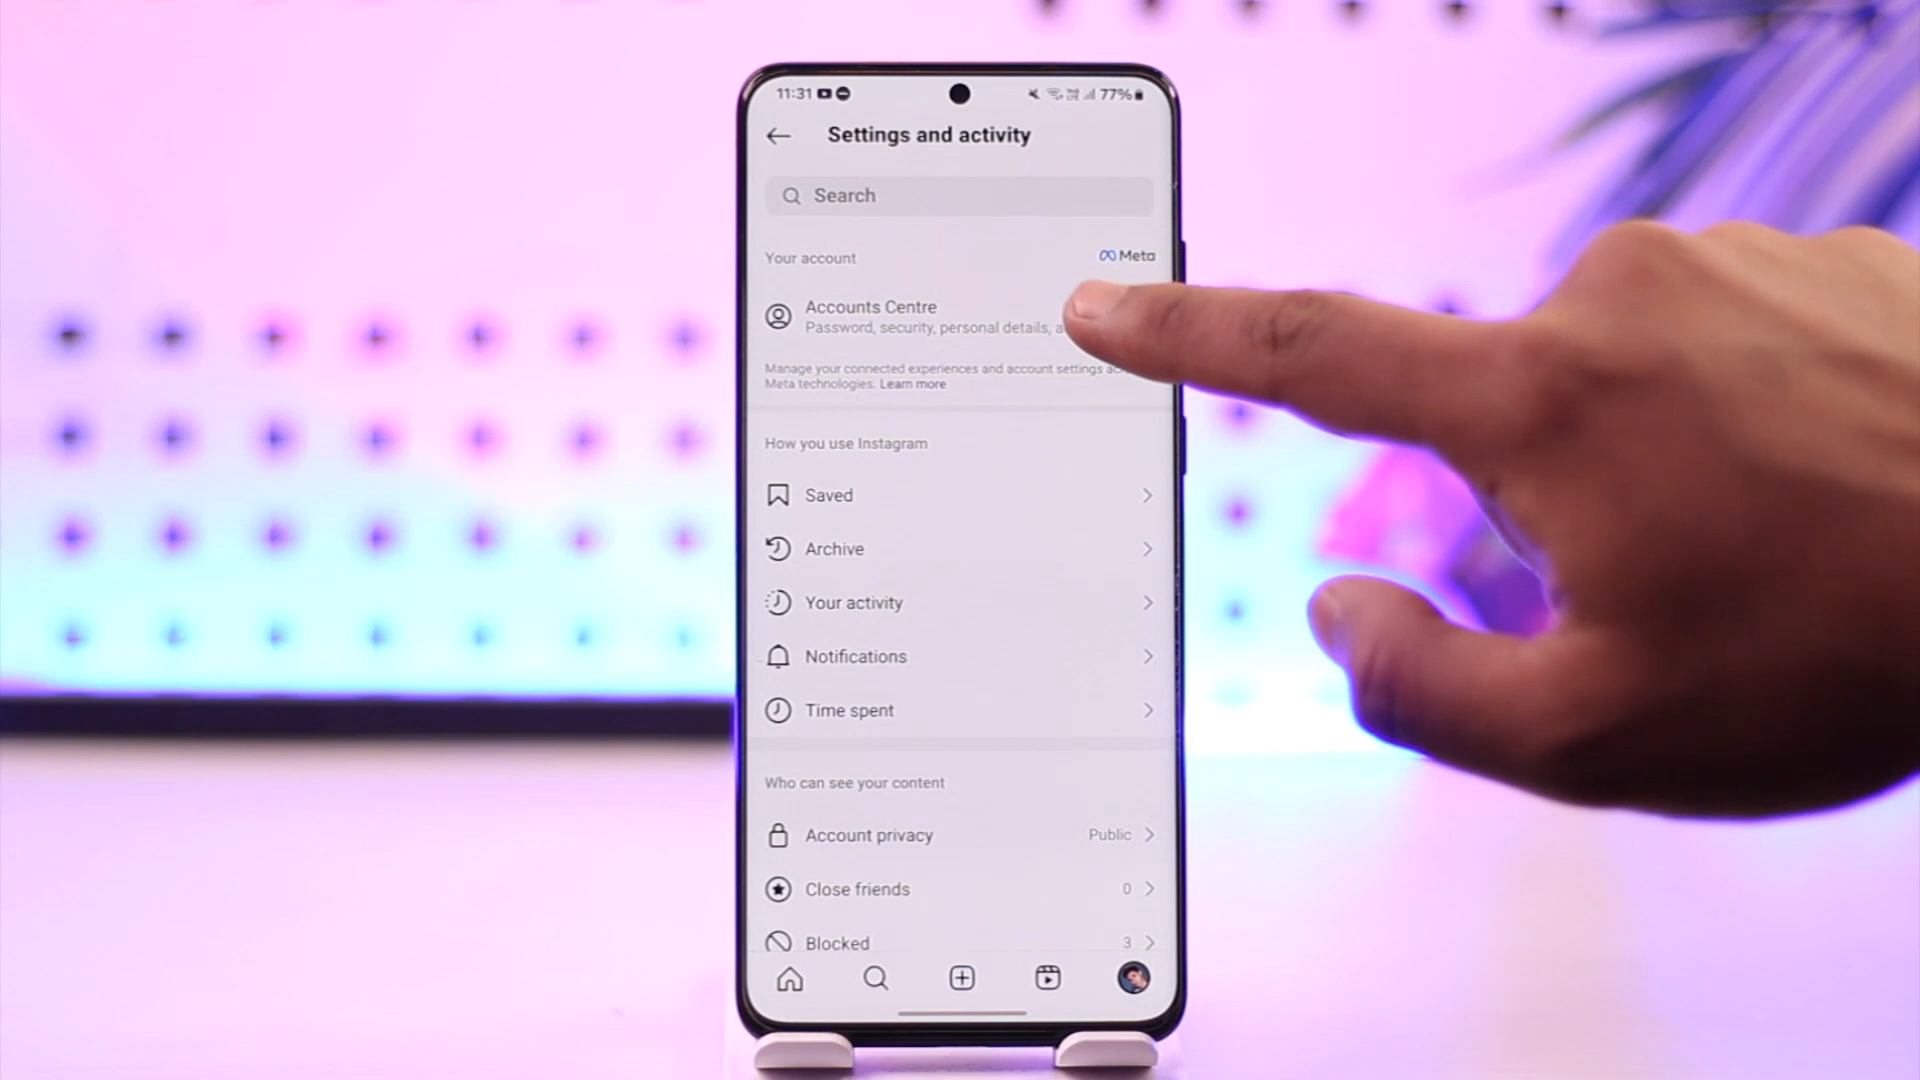 11:31
77%
Settings and activity
Search
Your account
Meta
Accounts Centre
Password, security, personal details, a
Manage your connected experiences and account settings
Meta technologies. Learn more
How you use Instagram
Saved
Archive
Your activity
Notifications
Time spent
Who can see your content
Account privacy
Public
Close friends
0
Blocked
3